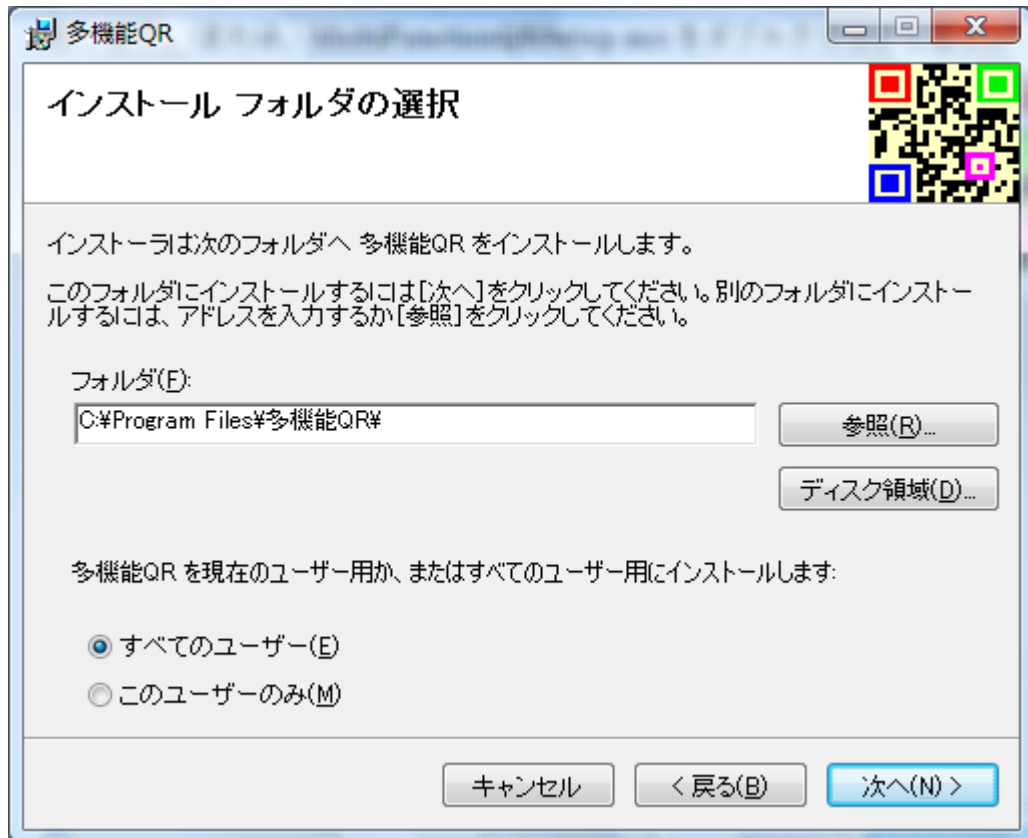 多機能QR
インストール フォルダの選択
インストーラは次のフォルダへ 多機能QR をインストールします。
このフォルダにインストールするには[次へ]をクリックしてください。別のフォルダにインストー
ルするには、アドレスを入力するか[参照]をクリックしてください。
フォルダ(F):
C:¥Program Files¥多機能QR¥
参照(R)...
ディスク領域(D)...
多機能QR を現在のユーザー用か、またはすべてのユーザー用にインストールします:
すべてのユーザー(E)
このユーザーのみ(M)
キャンセル
< 戻る(B)
次へ(N) >